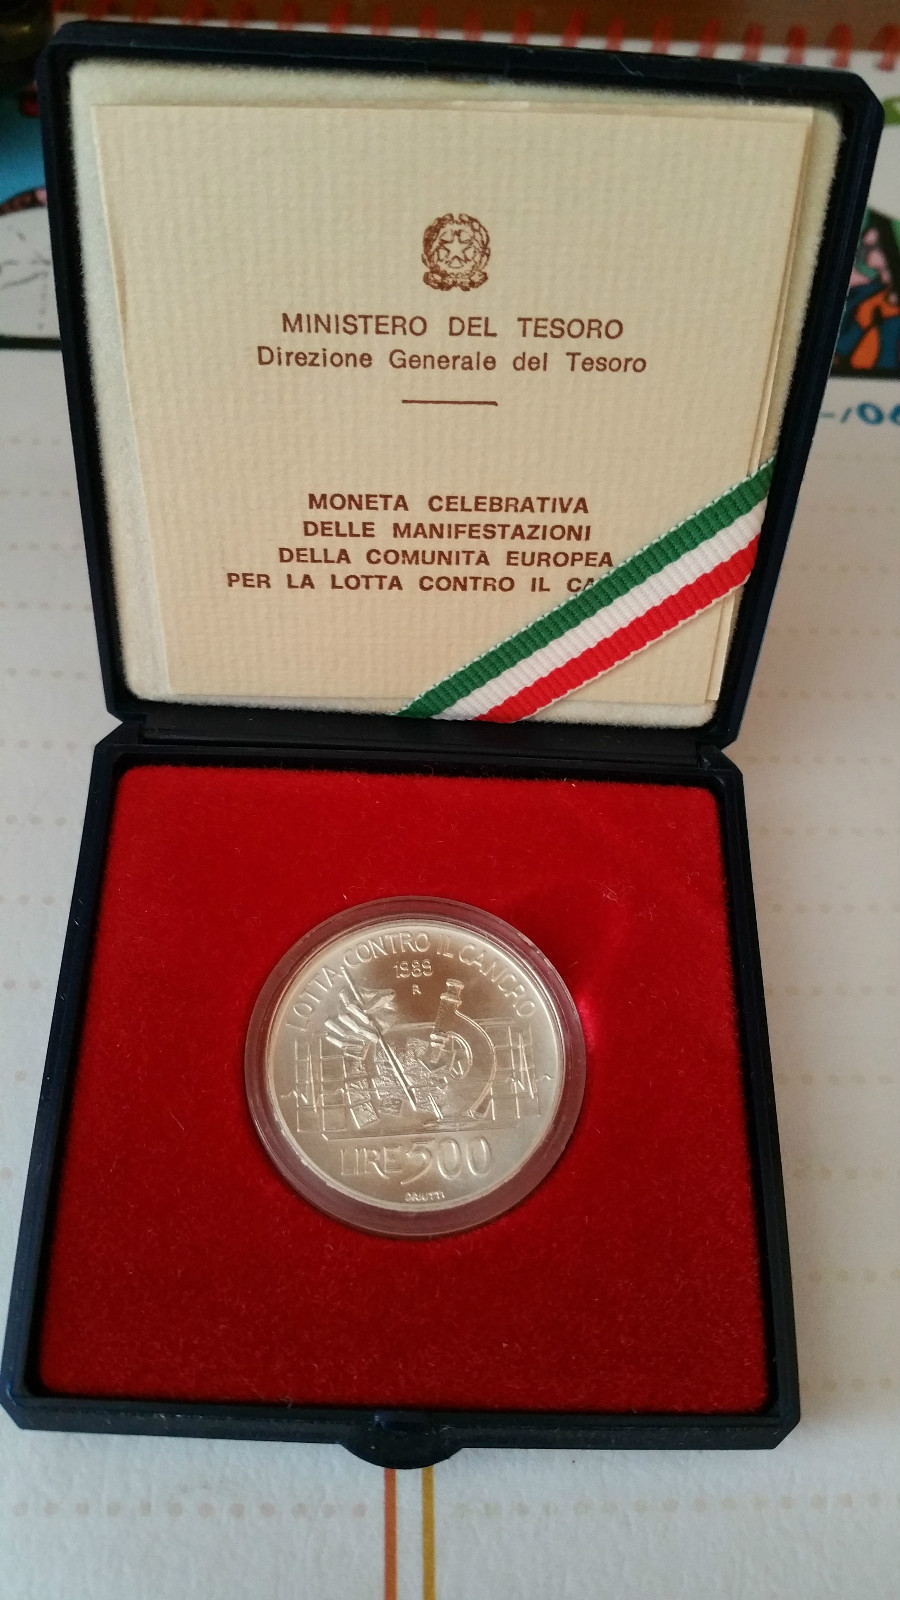 MINISTERO DEL TESORO
Direzione Generale del Tesoro
MONETA CELEBRATIVA
DELLE MANIFESTAZIONI
DELLA COMUNITÀ EUROPEA
PER LA LOTTA CONTRO IL
LOTTA CONTRO IL CANCRO
R
LIRE 500